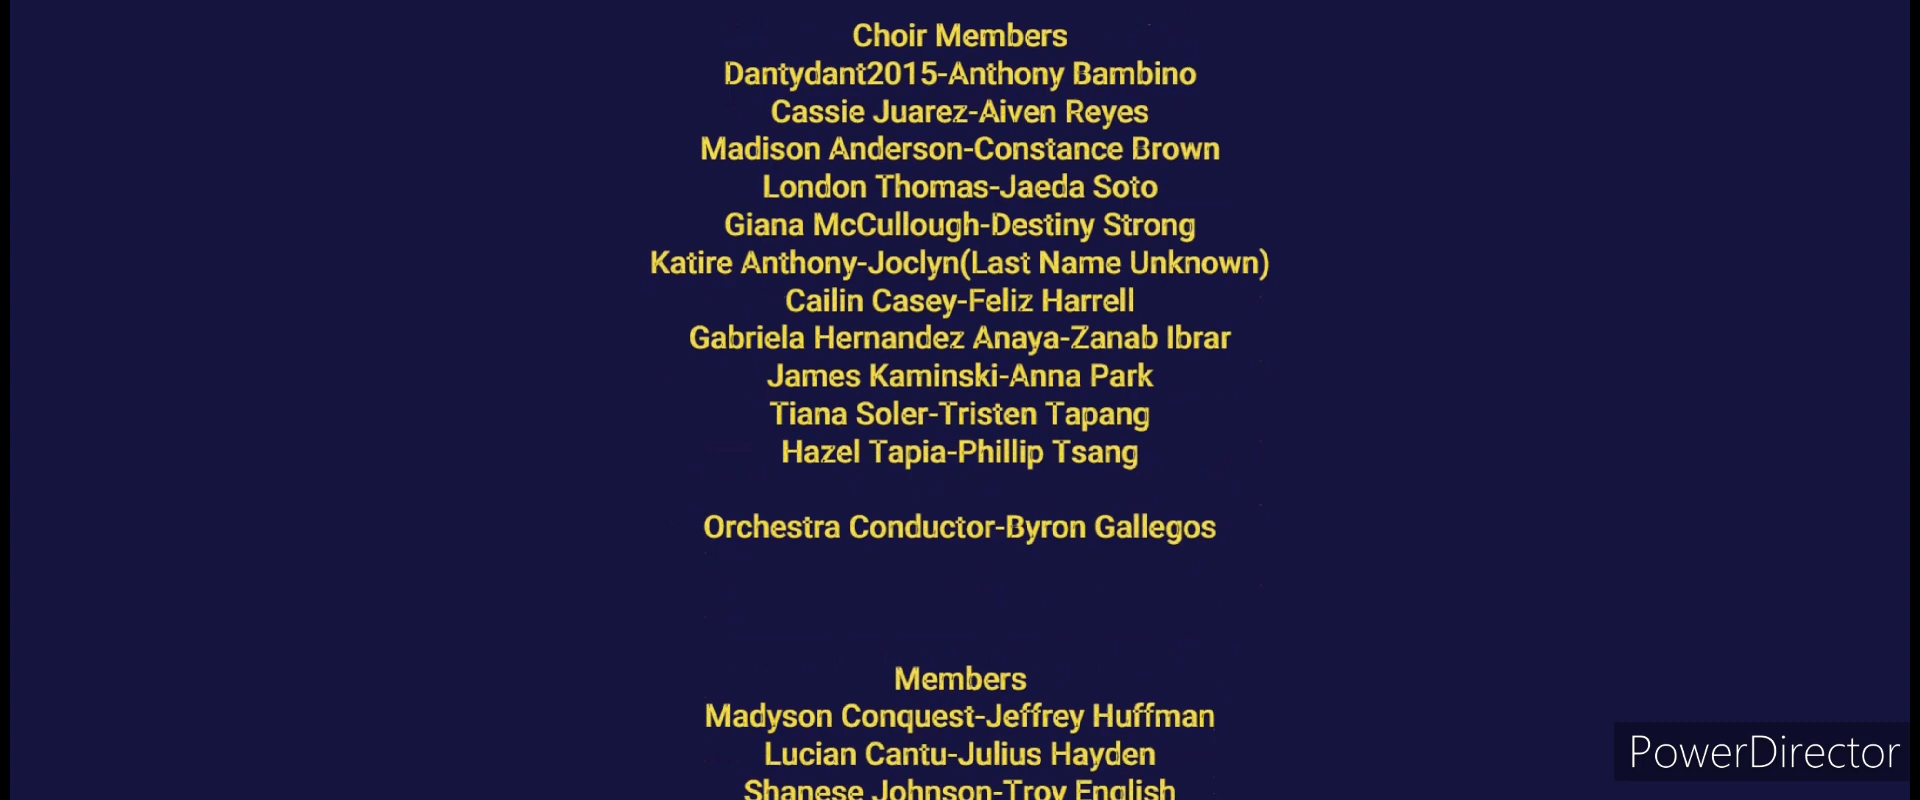 Choir Members
Dantydant2015-Anthony Bambino
Cassie Juarez-Aiven Reyes
Madison Anderson-Constance Brown
London Thomas-Jaeda Soto
Giana McCullough-Destiny Strong
Katire Anthony-Joclyn(Last Name Unknown)
Cailin Casey-Feliz Harrell
Gabriela Hernandez Anaya-Zanab Ibrar
James Kaminski-Anna Park
Tiana Soler-Tristen Tapang
Hazel Tapia-Phillip Tsang
Orchestra Conductor-Byron Gallegos
Members
Madyson Conquest-Jeffrey Huffman
Lucian Cantu-Julius Hayden
Shanese Johnson-Troy English
PowerDirector